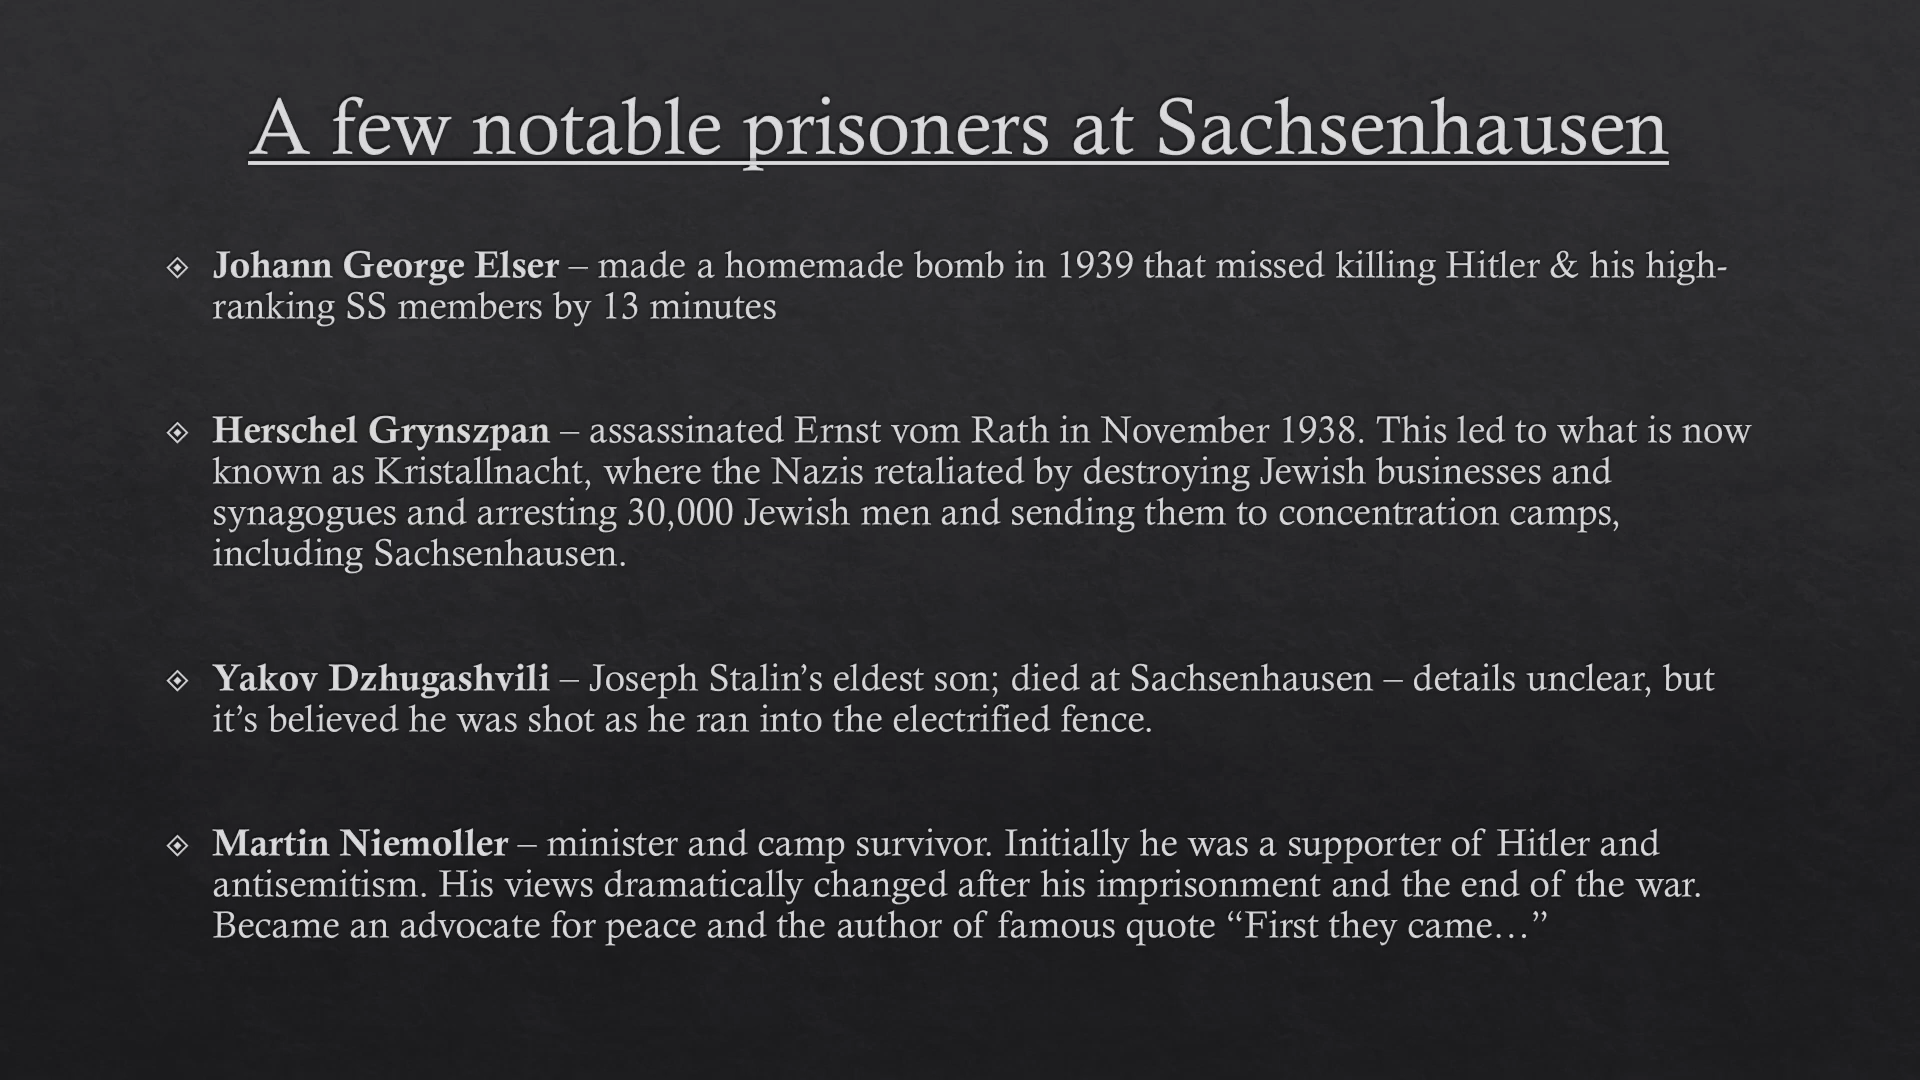 A few notable prisoners at Sachsenhausen
Johann George Elser – made a homemade bomb in 1939 that missed killing Hitler & his high-
ranking SS members by 13 minutes
Herschel Grynszpan – assassinated Ernst vom Rath in November 1938. This led to what is now
known as Kristallnacht, where the Nazis retaliated by destroying Jewish businesses and
synagogues and arresting 30,000 Jewish men and sending them to concentration camps,
including Sachsenhausen.
Yakov Dzhugashvili – Joseph Stalin’s eldest son; died at Sachsenhausen – details unclear, but
it’s believed he was shot as he ran into the electrified fence.
Martin Niemoller – minister and camp survivor. Initially he was a supporter of Hitler and
antisemitism. His views dramatically changed after his imprisonment and the end of the war.
Became an advocate for peace and the author of famous quote “First they came…”